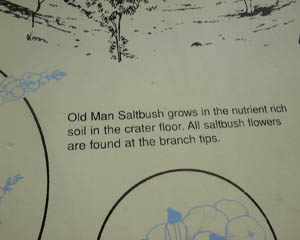 Old Man Saltbush grows in the nutrient rich
soil in the crater floor. All saltbush flowers
are found at the branch tips.